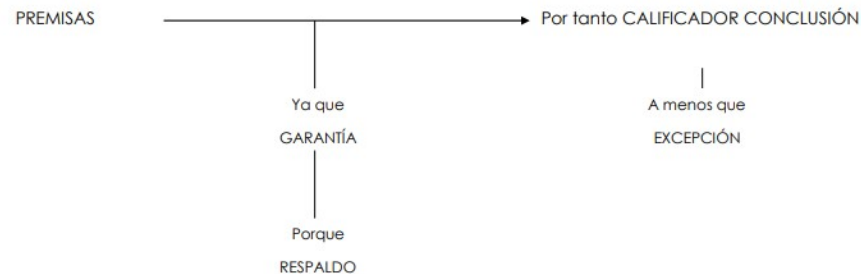 PREMISAS
Por tanto CALIFICADOR CONCLUSIÓN
Ya que
GARANTÍA
A menos que
EXCEPCIÓN
Porque
RESPALDO